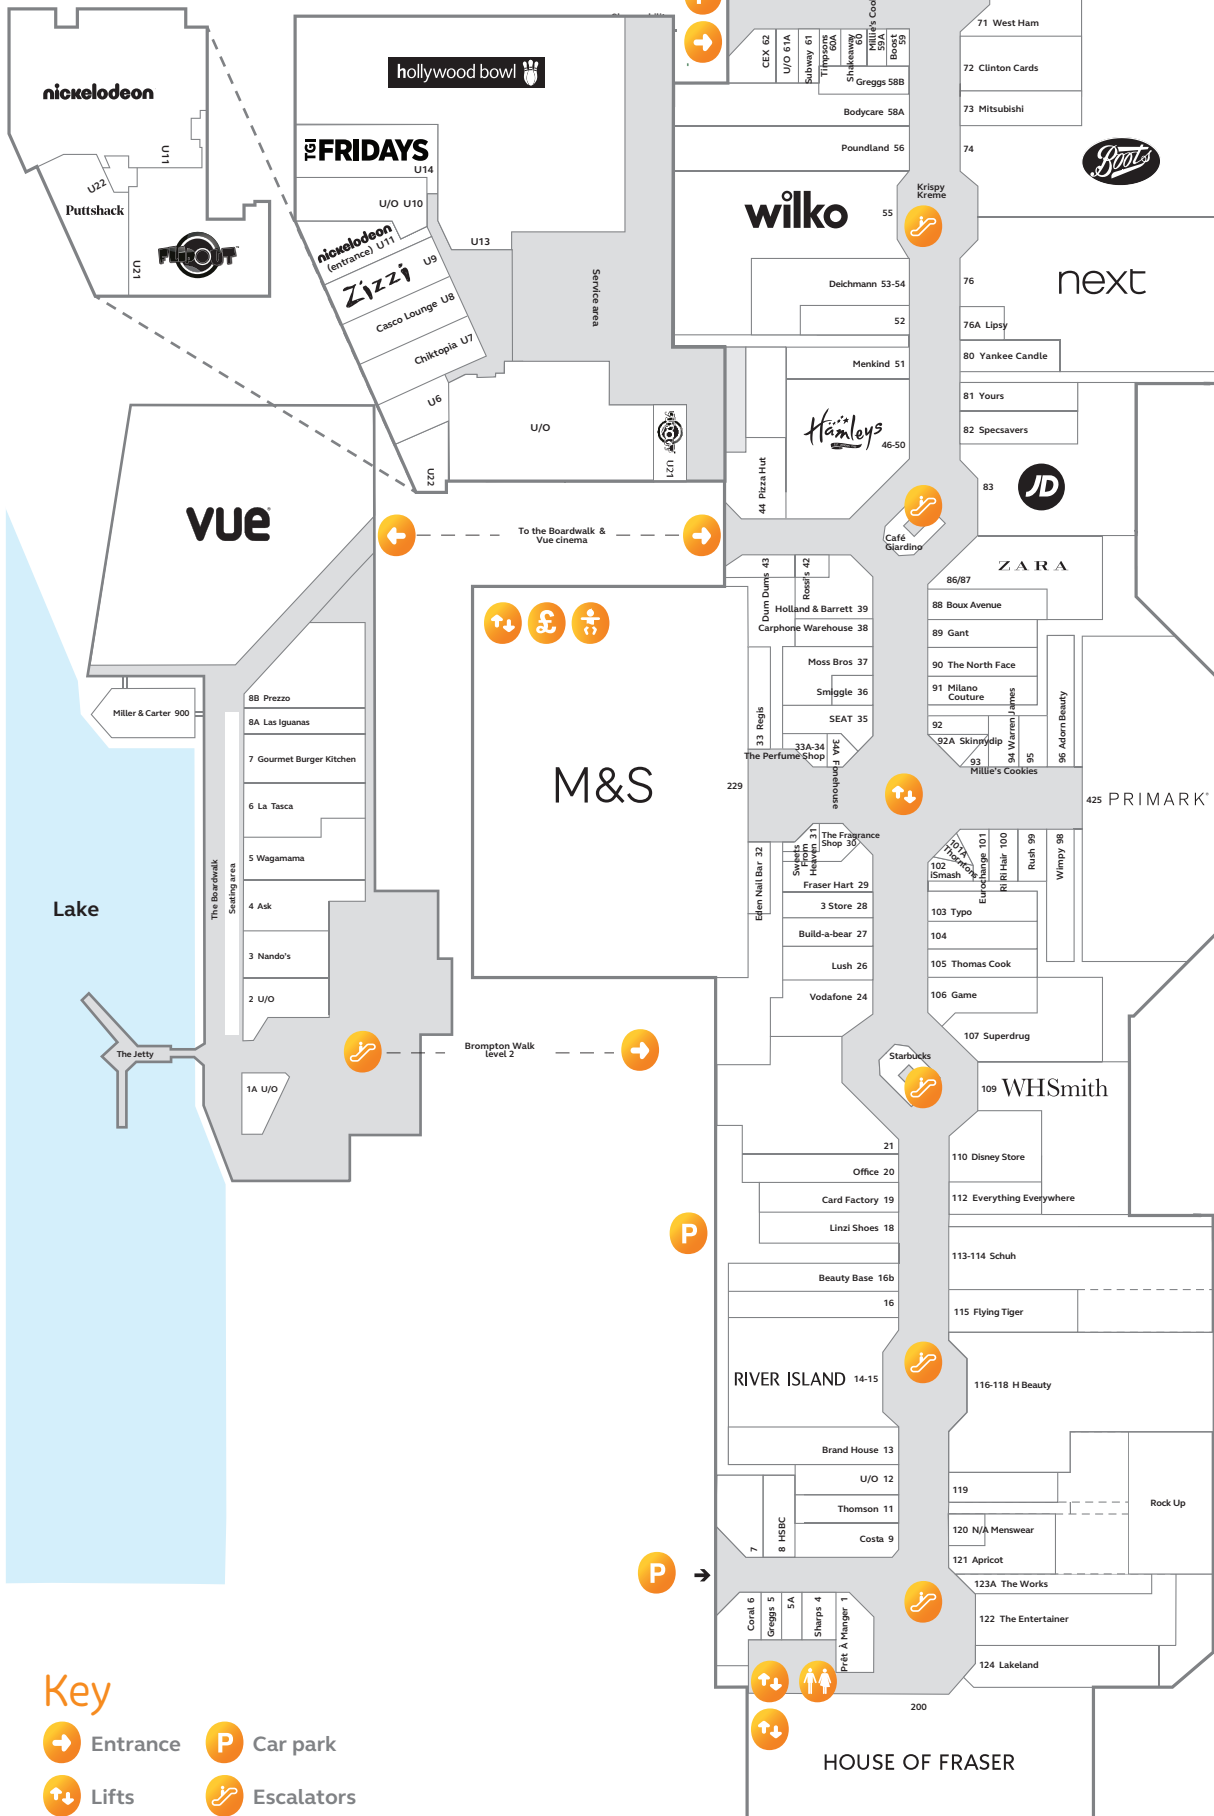 nickelodeon
U11
U22
Puttshack
FLIP OUT
U21
hollywood bowl
TGI FRIDAYS
U14
U/O U10
nickelodeon
(entrance) U11
U13
Zizzi U9
Casco Lounge U8
Chiktopia U7
U6
U22
U/O
U21
Service area
CEX 62
U/O 61A
Subway 61
Timpsons 60A
Shakeaway 60
Millie's Coo
59A
Boost 59
Greggs 58B
Bodycare 58A
Poundland 56
wilko
55
Krispy
Kreme
Deichmann 53-54
52
Menkind 51
Hamleys
46-50
44 Pizza Hut
71 West Ham
72 Clinton Cards
73 Mitsubishi
74
Boots
76
next
76A Lipsy
80 Yankee Candle
81 Yours
82 Specsavers
83
JD
Café
Giardino
ZARA
86/87
88 Boux Avenue
89 Gant
90 The North Face
91 Milano
Couture
92
92A Skinnydip
93
Millie's Cookies
94 Warren James
95
96 Adorn Beauty
425 PRIMARK
vue
To the Boardwalk &
Vue cinema
£
M&S
229
Dum Dums 43
Rossi's 42
Holland & Barrett 39
Carphone Warehouse 38
Moss Bros 37
Smiggle 36
SEAT 35
33 Regis
33A-34
The Perfume Shop
34A Fonehouse
Sweets
From
Heaven 31
The Fragrance
Shop 30
Eden Nail Bar 32
Fraser Hart 29
3 Store 28
Build-a-bear 27
Lush 26
Vodafone 24
101A
Thorntons
102
iSmash
Eurochange 101
Ri Ri Hair 100
Rush 99
Wimpy 98
103 Typo
104
105 Thomas Cook
106 Game
107 Superdrug
Starbucks
109 WHSmith
110 Disney Store
112 Everything Everywhere
113-114 Schuh
115 Flying Tiger
116-118 H Beauty
119
Rock Up
120 N/A Menswear
121 Apricot
123A The Works
122 The Entertainer
124 Lakeland
Miller & Carter 900
8B Prezzo
8A Las Iguanas
7 Gourmet Burger Kitchen
6 La Tasca
5 Wagamama
4 Ask
3 Nando's
2 U/O
1A U/O
The Boardwalk
Seating area
Lake
The Jetty
Brompton Walk
level 2
21
Office 20
Card Factory 19
Linzi Shoes 18
P
Beauty Base 16b
16
RIVER ISLAND 14-15
Brand House 13
U/O 12
Thomson 11
Costa 9
7
8 HSBC
P
Coral 6
Greggs 5
5A
Sharps 4
Prêt À Manger 1
200
HOUSE OF FRASER
Key
Entrance
P Car park
Lifts
Escalators